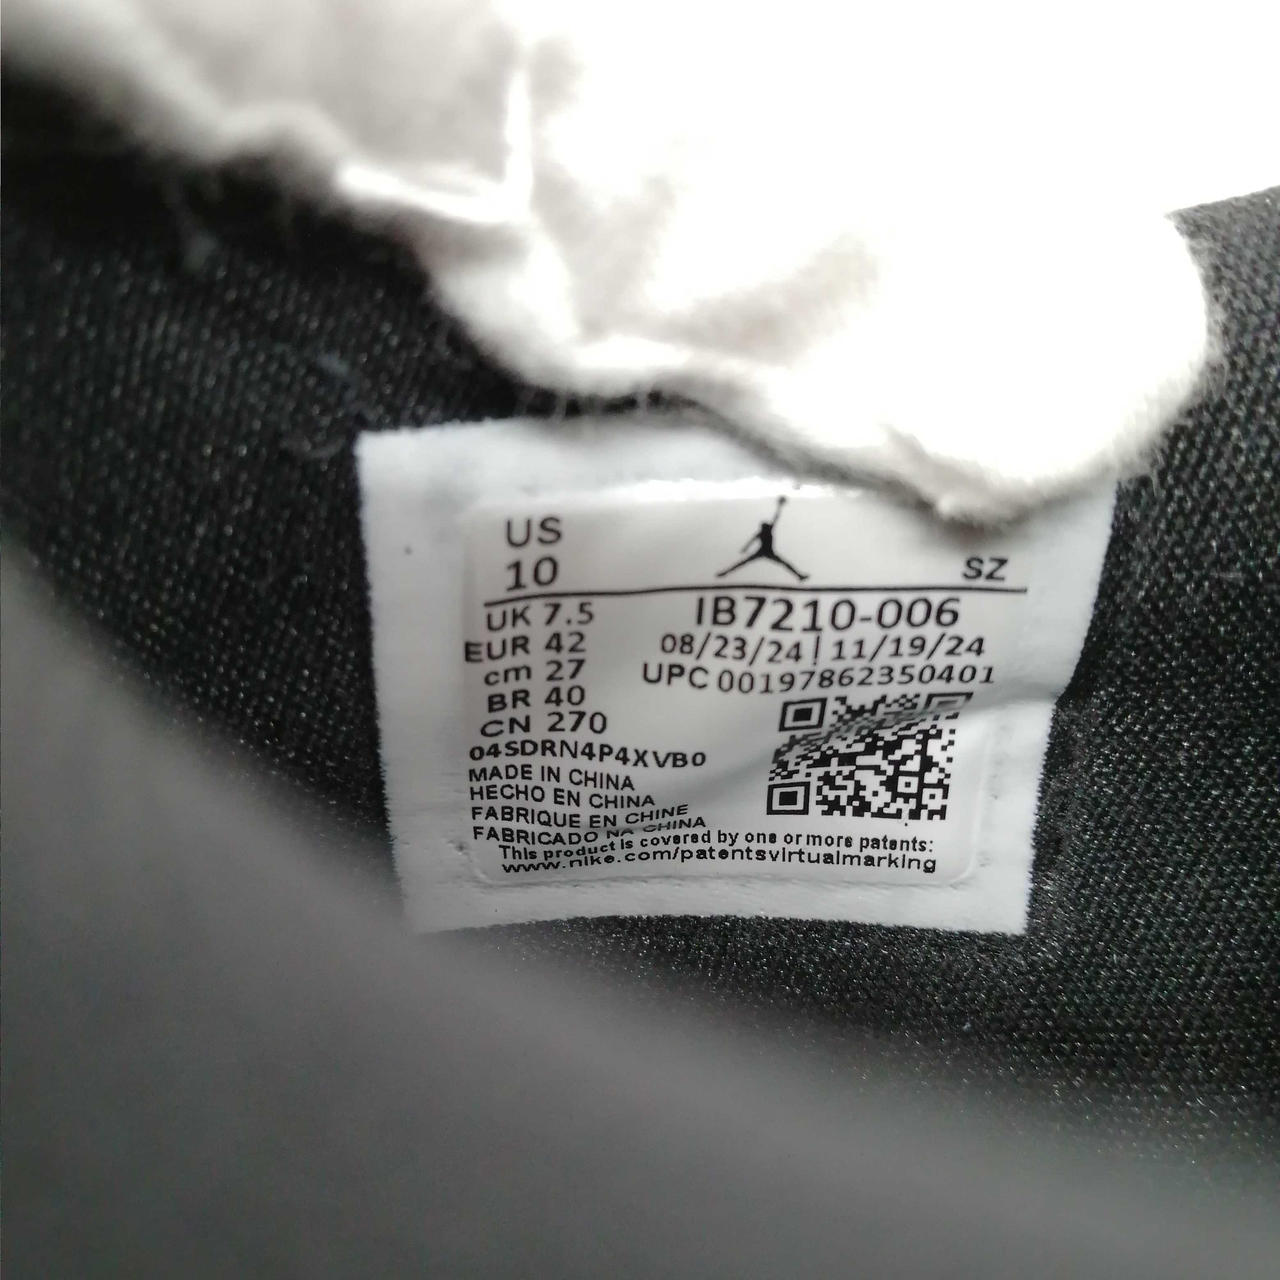 US
10
SZ
UK 7.5
EUR 42
cm 27
BR 40
CN 270
IB7210-006
08/23/24 | 11/19/24
UPC 00197862350401
04SDRN4P4XVB0
MADE IN CHINA
HECHO EN CHINA
FABRIQUE EN CHINE
FABRICADO NA CHINA
This product is covered by one or more patents:
www.nike.com/patentsvirtualmarking